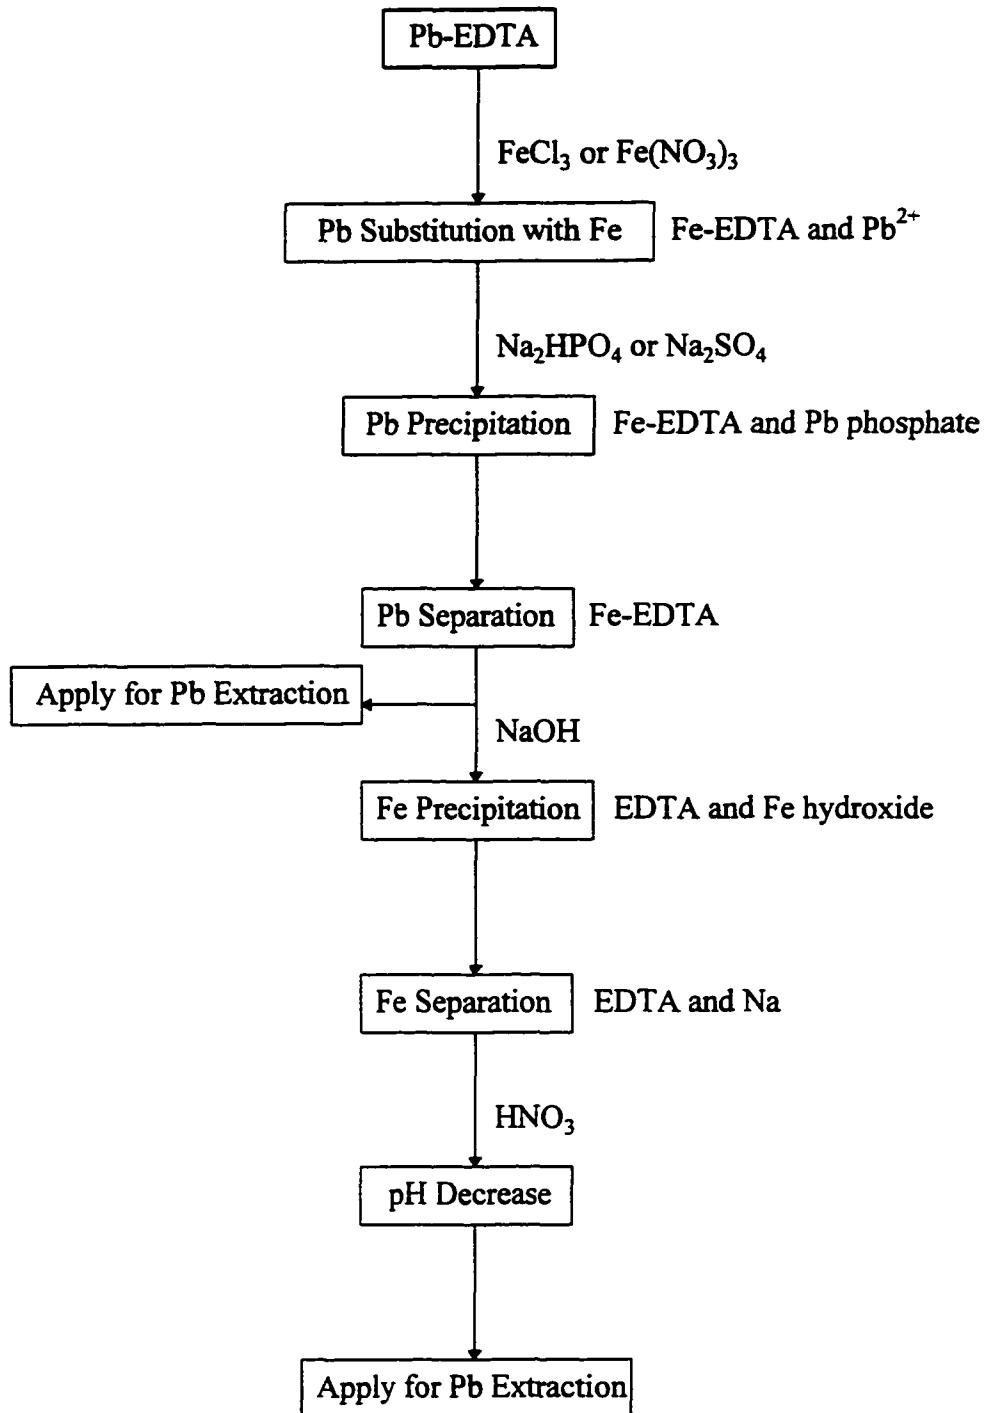 Pb-EDTA
FeCl₃ or Fe(NO₃)₃
Pb Substitution with Fe Fe-EDTA and Pb²⁺
Na₂HPO₄ or Na₂SO₄
Pb Precipitation Fe-EDTA and Pb phosphate
Pb Separation Fe-EDTA
Apply for Pb Extraction
NaOH
Fe Precipitation EDTA and Fe hydroxide
Fe Separation EDTA and Na
HNO₃
pH Decrease
Apply for Pb Extraction